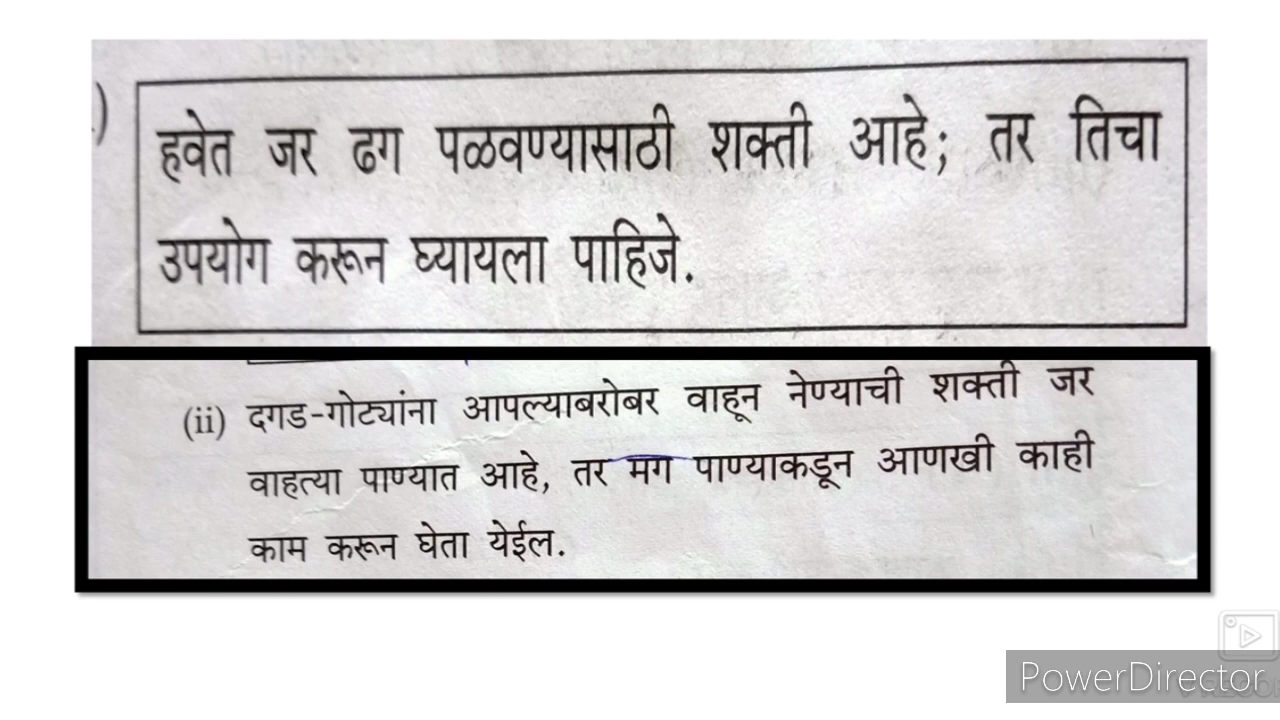 )
हवेत जर ढग पळवण्यासाठी शक्ती आहे; तर तिचा
उपयोग करून घ्यायला पाहिजे.
(ii) दगड-गोट्यांना आपल्याबरोबर वाहून नेण्याची शक्ती जर
वाहत्या पाण्यात आहे, तर मग पाण्याकडून आणखी काही
काम करून घेता येईल.
PowerDirector